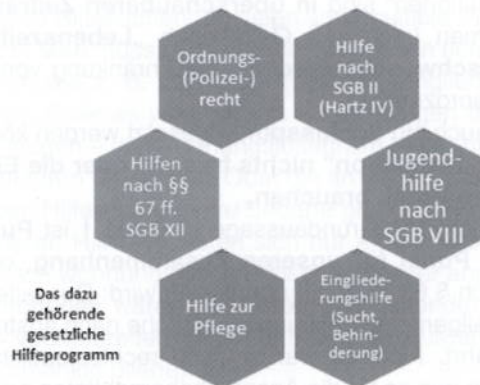 Ordnungs-
(Polizei-)
recht
Hilfe
nach
SGB II
(Hartz IV)
Hilfen
nach §§
67 ff.
SGB XII
Jugend-
hilfe
nach
SGB VIII
Das dazu
gehörende
gesetzliche
Hilfeprogramm
Hilfe zur
Pflege
Eingliede-
rungshilfe
(Sucht,
Behin-
derung)